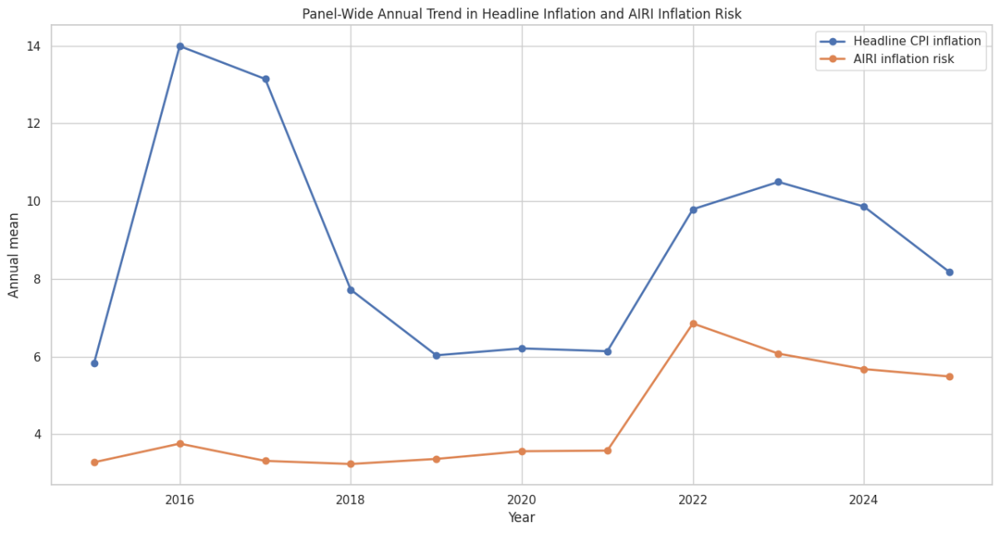 Panel-Wide Annual Trend in Headline Inflation and AIRI Inflation Risk
Headline CPI inflation
AIRI inflation risk
Annual mean
14
12
10
8
6
4
2016
2018
2020
2022
2024
Year